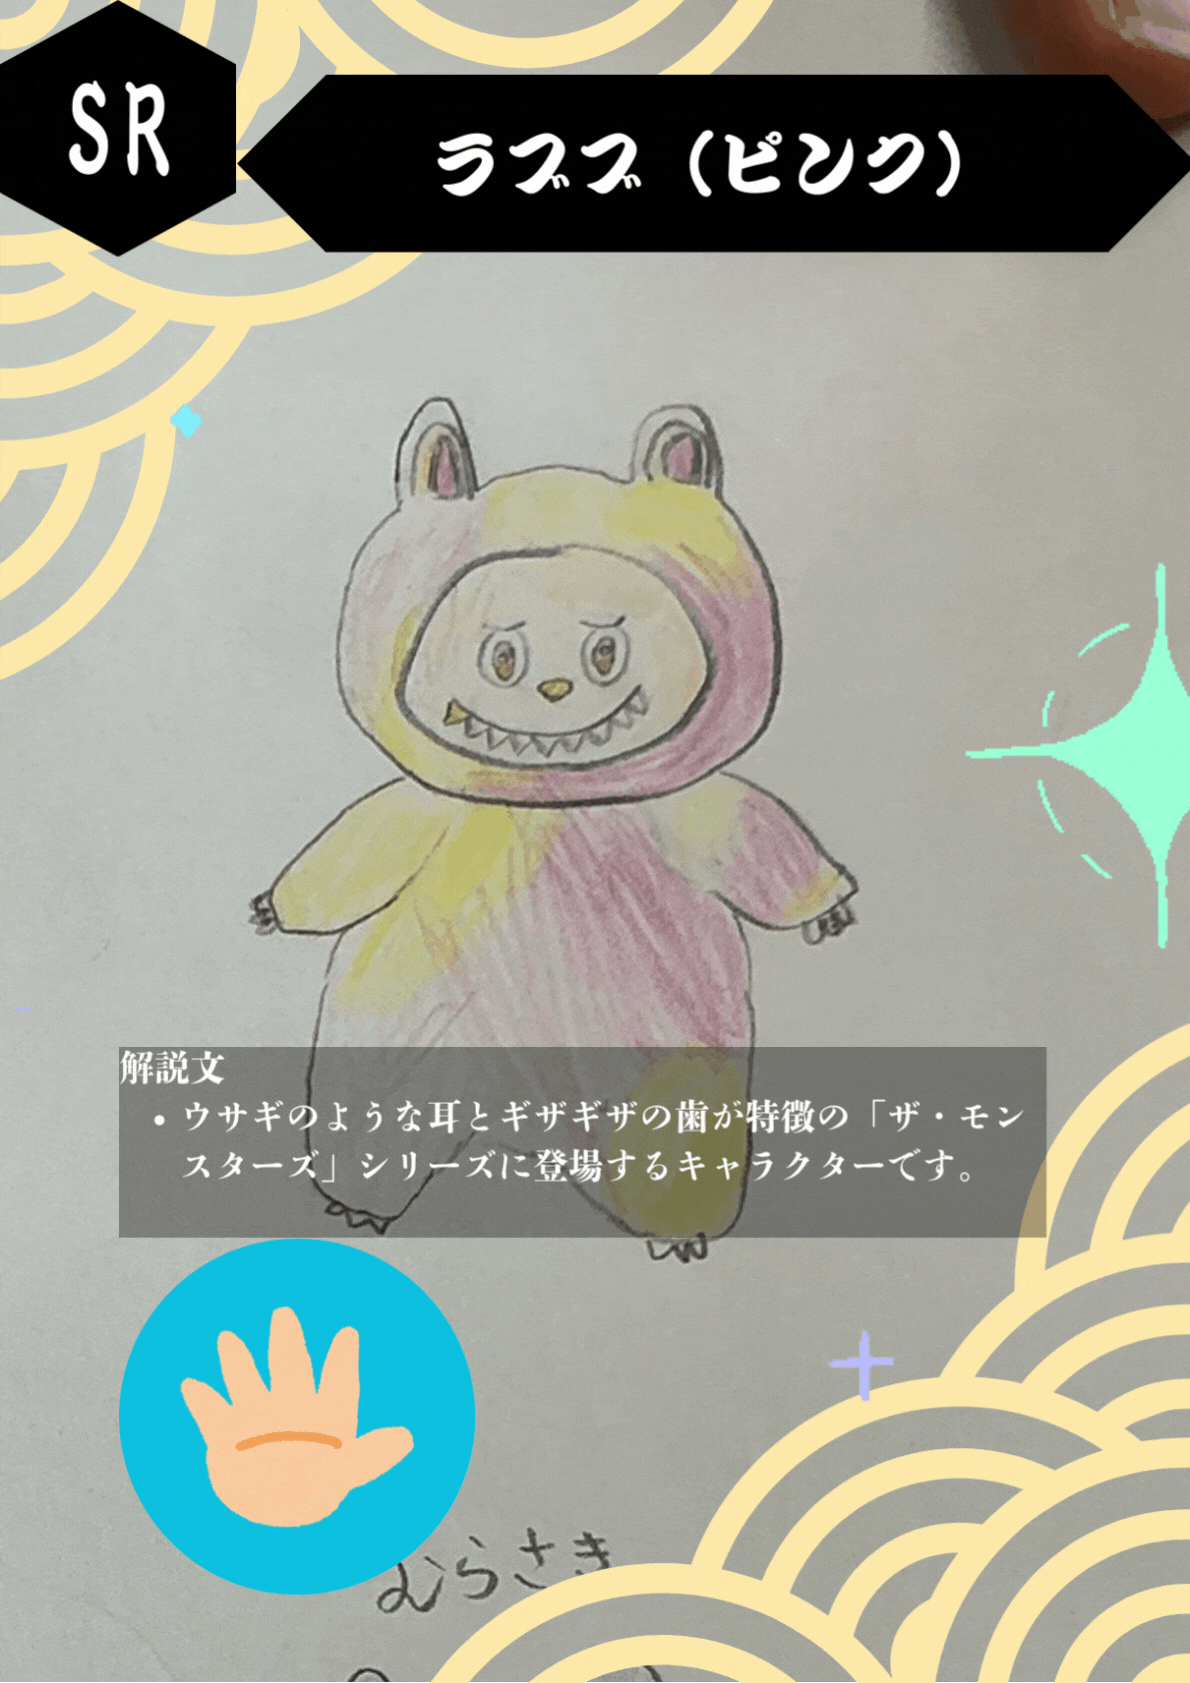 SR
ラブブ（ピンク）
解説文
• ウサギのような耳とギザギザの歯が特徴の「ザ・モン
スターズ」シリーズに登場するキャラクターです。
むらさき